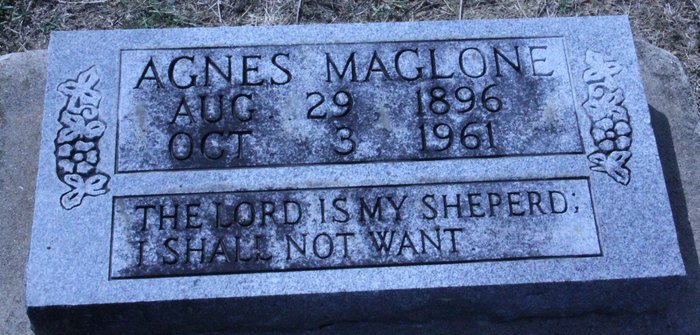 AGNES MAGLONE
AUG 29 1896
OCT 3 1961
THE LORD IS MY SHEPERD;
I SHALL NOT WANT